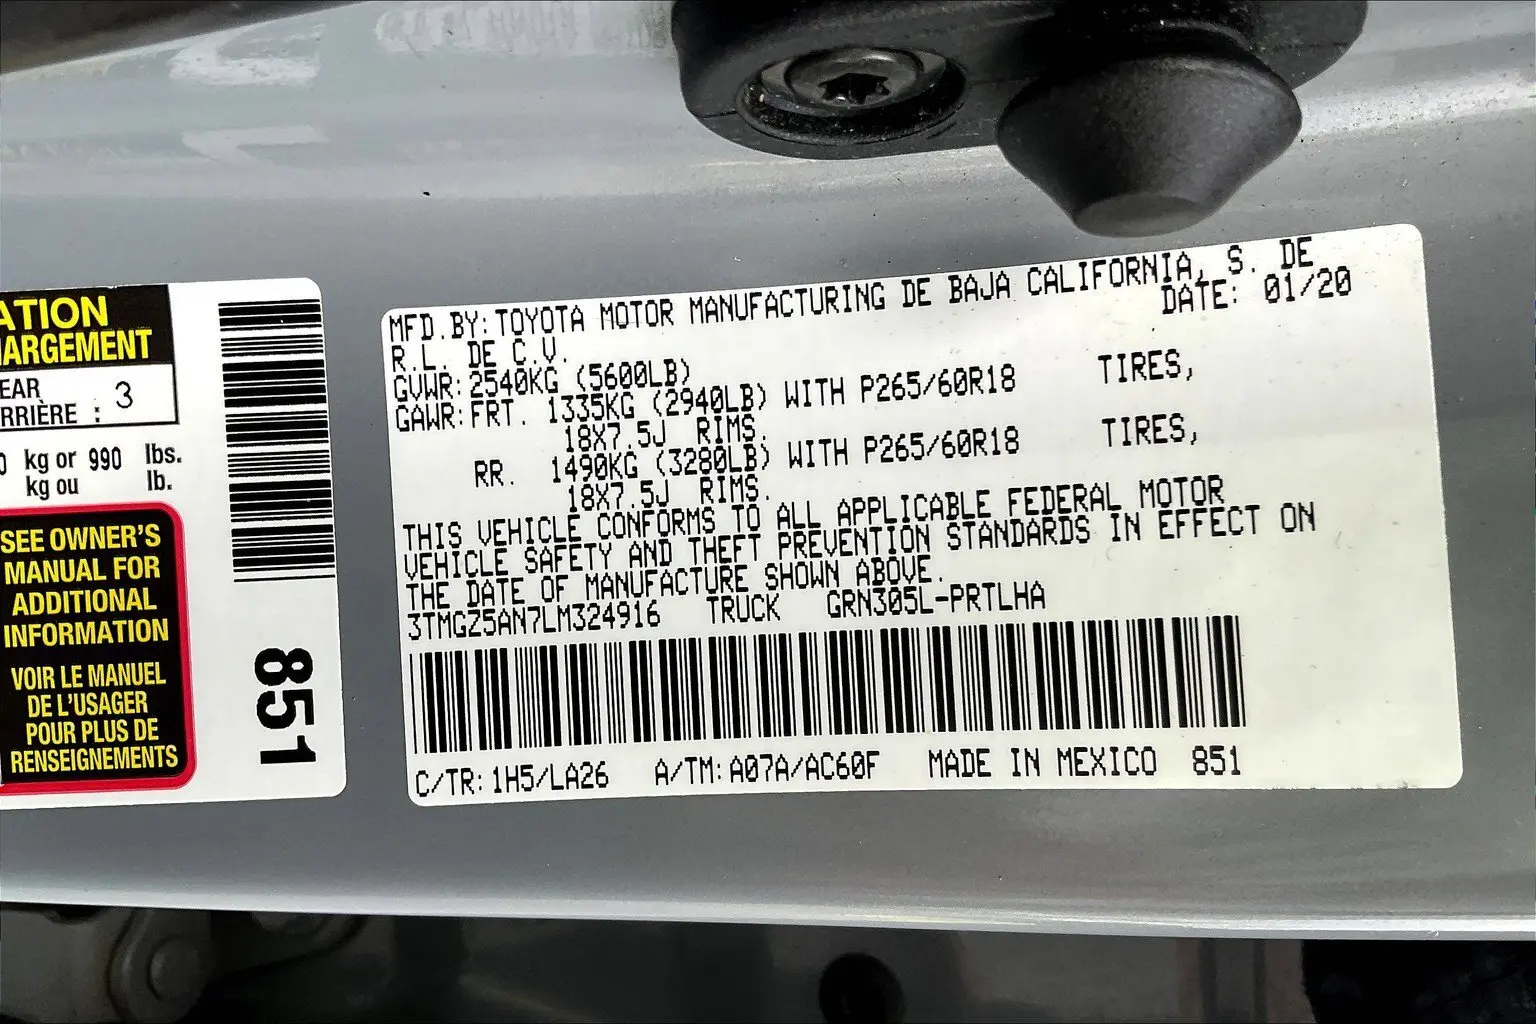 ATION
HARGEMENT
EAR
RRIÈRE : 3
0 kg or 990 lbs.
kg ou lb.
SEE OWNER'S
MANUAL FOR
ADDITIONAL
INFORMATION
VOIR LE MANUEL
DE L'USAGER
POUR PLUS DE
RENSEIGNEMENTS
851
MFD.BY:TOYOTA MOTOR MANUFACTURING DE BAJA CALIFORNIA, S. DE
R.L. DE C.V. DATE: 01/20
GVWR:2540KG (5600LB)
GAWR:FRT. 1335KG (2940LB) WITH P265/60R18 TIRES,
18X7.5J RIMS.
RR. 1490KG (3280LB) WITH P265/60R18 TIRES,
18X7.5J RIMS.
THIS VEHICLE CONFORMS TO ALL APPLICABLE FEDERAL MOTOR
VEHICLE SAFETY AND THEFT PREVENTION STANDARDS IN EFFECT ON
THE DATE OF MANUFACTURE SHOWN ABOVE.
3TMGZ5AN7LM324916 TRUCK GRN305L-PRTLHA
C/TR:1H5/LA26 A/TM:A07A/AC60F MADE IN MEXICO 851